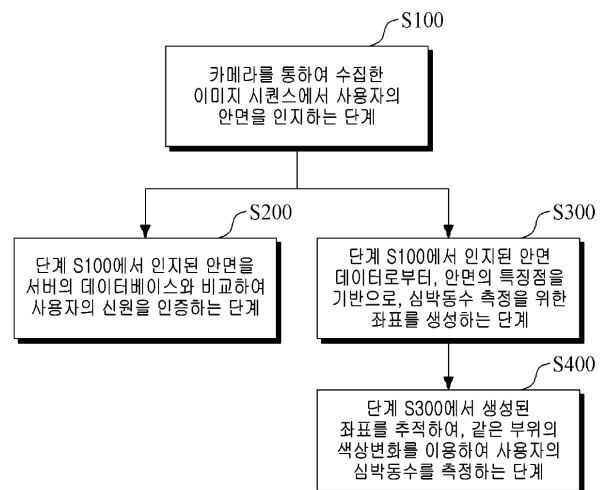 S100
카메라를 통하여 수집한
이미지 시퀀스에서 사용자의
안면을 인지하는 단계
S200
단계 S100에서 인지된 안면을
서버의 데이터베이스와 비교하여
사용자의 신원을 인증하는 단계
S300
단계 S100에서 인지된 안면
데이터로부터, 안면의 특징점을
기반으로, 심박동수 측정을 위한
좌표를 생성하는 단계
S400
단계 S300에서 생성된
좌표를 추적하여, 같은 부위의
색상변화를 이용하여 사용자의
심박동수를 측정하는 단계